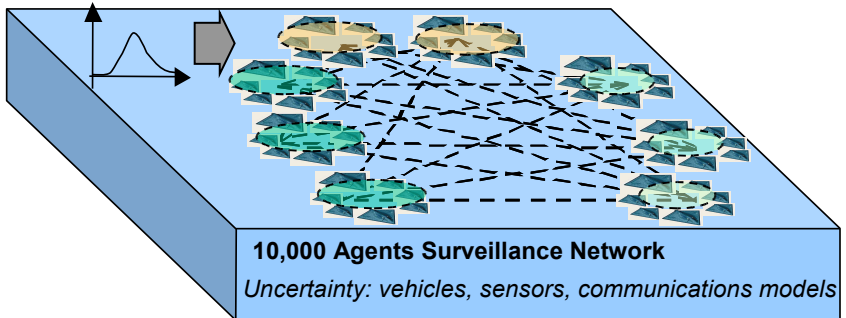 10,000 Agents Surveillance Network
Uncertainty: vehicles, sensors, communications models